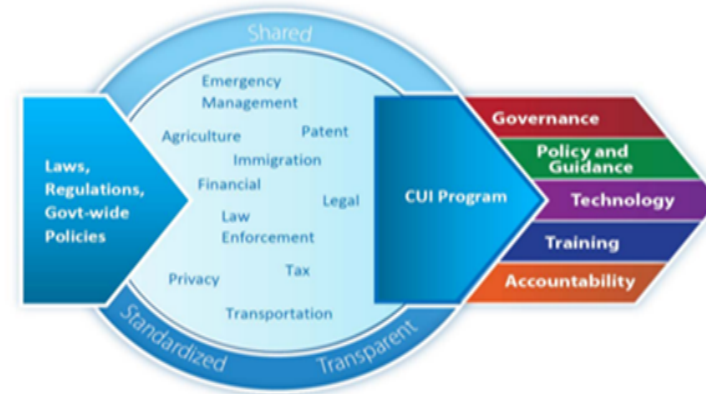 Shared
Emergency
Management
Agriculture
Patent
Immigration
Financial
Legal
Law
Enforcement
Privacy
Tax
Transportation
Standardized
Transparent
Laws,
Regulations,
Govt-wide
Policies
CUI Program
Governance
Policy and
Guidance
Technology
Training
Accountability